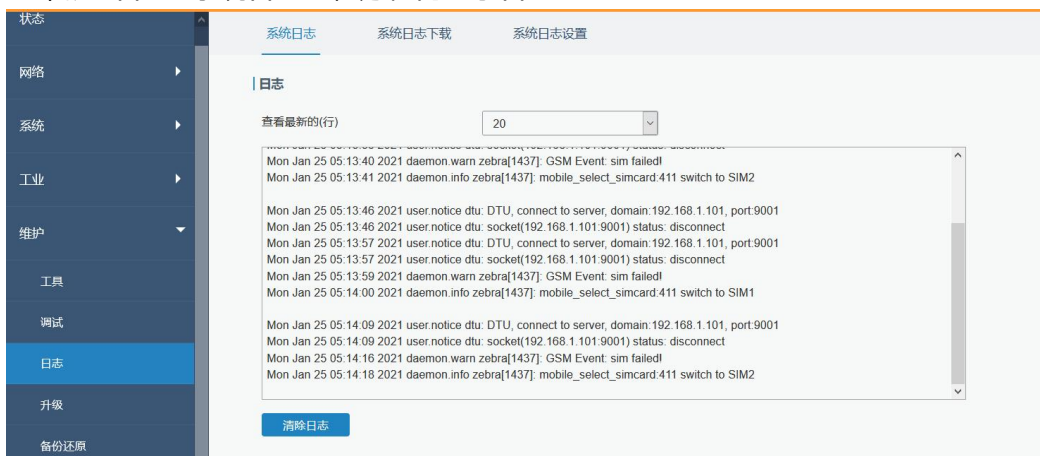 状态
网络
系统
工业
维护
工具
调试
日志
升级
备份还原
系统日志 系统日志下载 系统日志设置
日志
查看最新的(行) 20
Mon Jan 25 05:13:40 2021 daemon.warn zebra[1437]: GSM Event: sim failed!
Mon Jan 25 05:13:41 2021 daemon.info zebra[1437]: mobile_select_simcard:411 switch to SIM2
Mon Jan 25 05:13:46 2021 user.notice dtu: DTU, connect to server, domain:192.168.1.101, port:9001
Mon Jan 25 05:13:46 2021 user.notice dtu: socket(192.168.1.101:9001) status: disconnect
Mon Jan 25 05:13:57 2021 user.notice dtu: DTU, connect to server, domain:192.168.1.101, port:9001
Mon Jan 25 05:13:57 2021 user.notice dtu: socket(192.168.1.101:9001) status: disconnect
Mon Jan 25 05:13:59 2021 daemon.warn zebra[1437]: GSM Event: sim failed!
Mon Jan 25 05:14:00 2021 daemon.info zebra[1437]: mobile_select_simcard:411 switch to SIM1
Mon Jan 25 05:14:09 2021 user.notice dtu: DTU, connect to server, domain:192.168.1.101, port:9001
Mon Jan 25 05:14:09 2021 user.notice dtu: socket(192.168.1.101:9001) status: disconnect
Mon Jan 25 05:14:16 2021 daemon.warn zebra[1437]: GSM Event: sim failed!
Mon Jan 25 05:14:18 2021 daemon.info zebra[1437]: mobile_select_simcard:411 switch to SIM2
清除日志